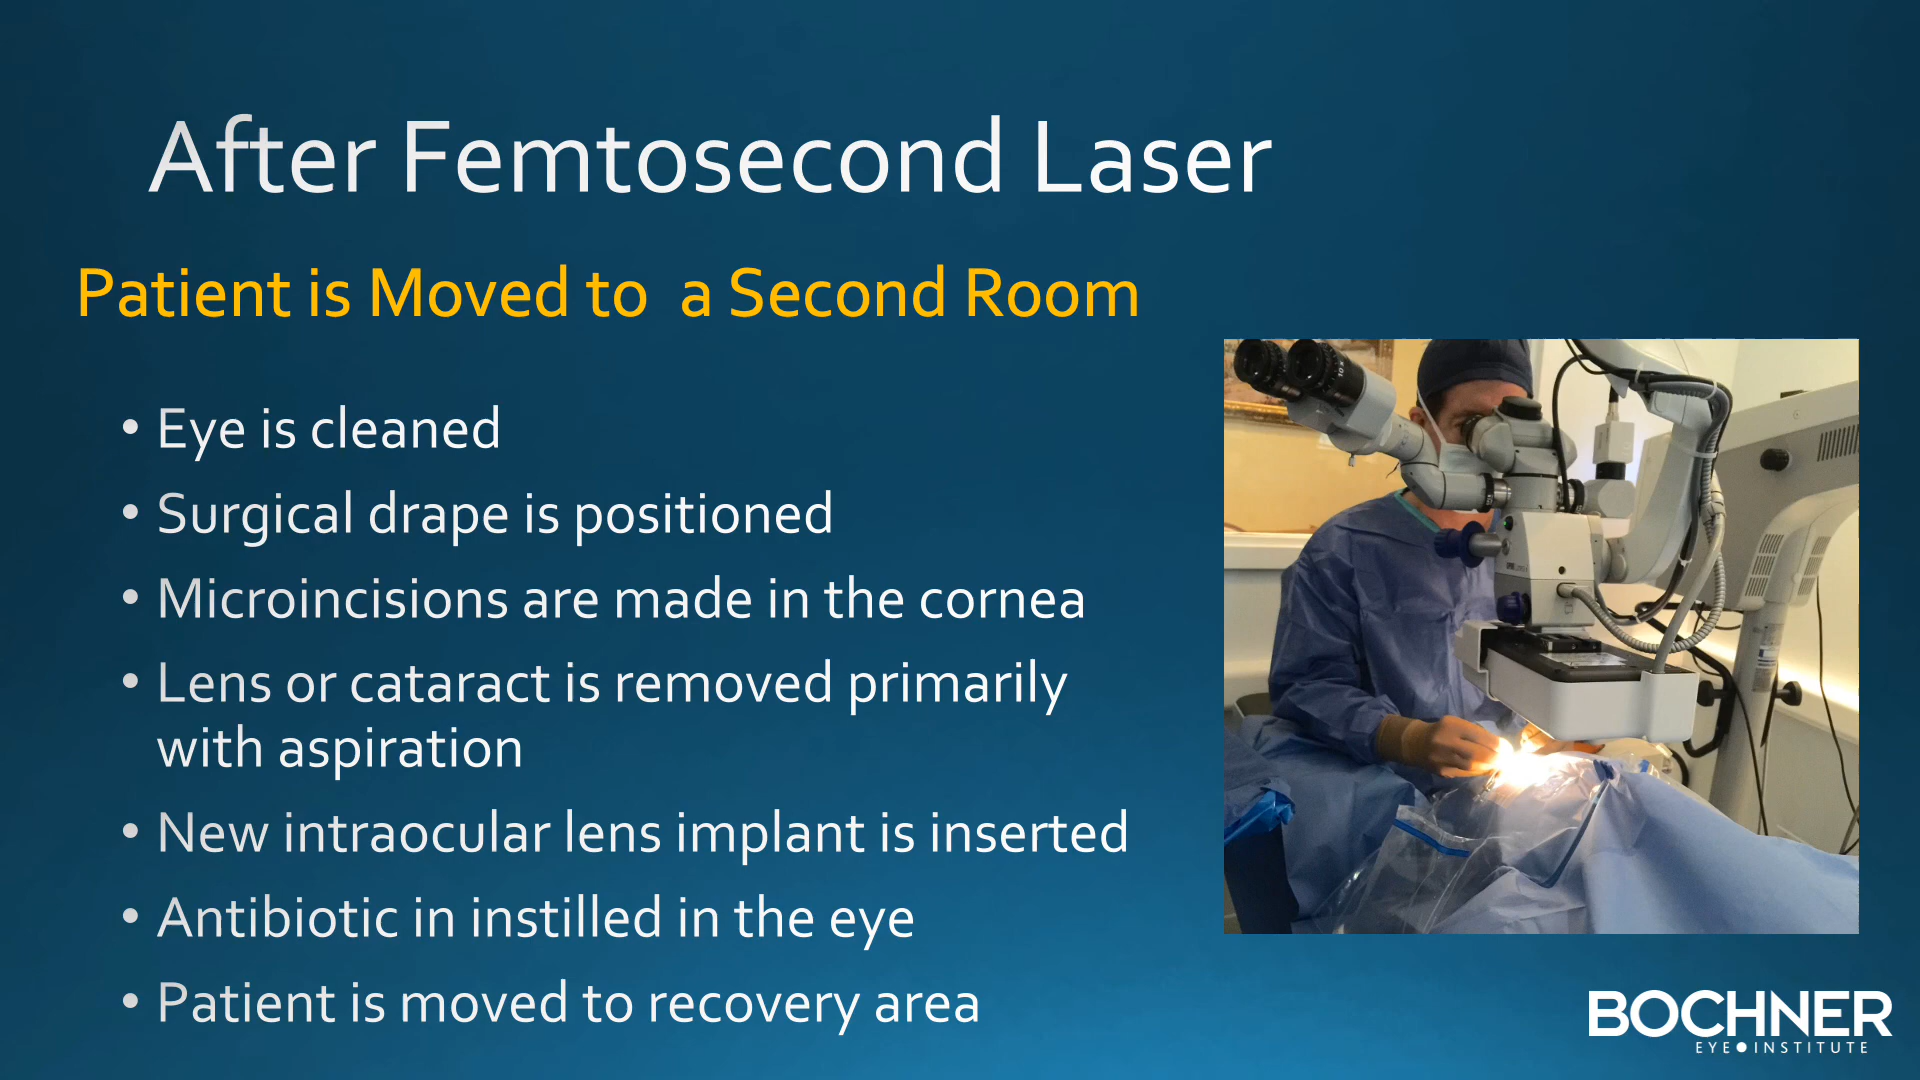 After Femtosecond Laser
Patient is Moved to  a Second Room
• Eye is cleaned
• Surgical drape is positioned
• Microincisions are made in the cornea
• Lens or cataract is removed primarily
with aspiration
• New intraocular lens implant is inserted
• Antibiotic in instilled in the eye
• Patient is moved to recovery area
BOCHNER
EYE●INSTITUTE